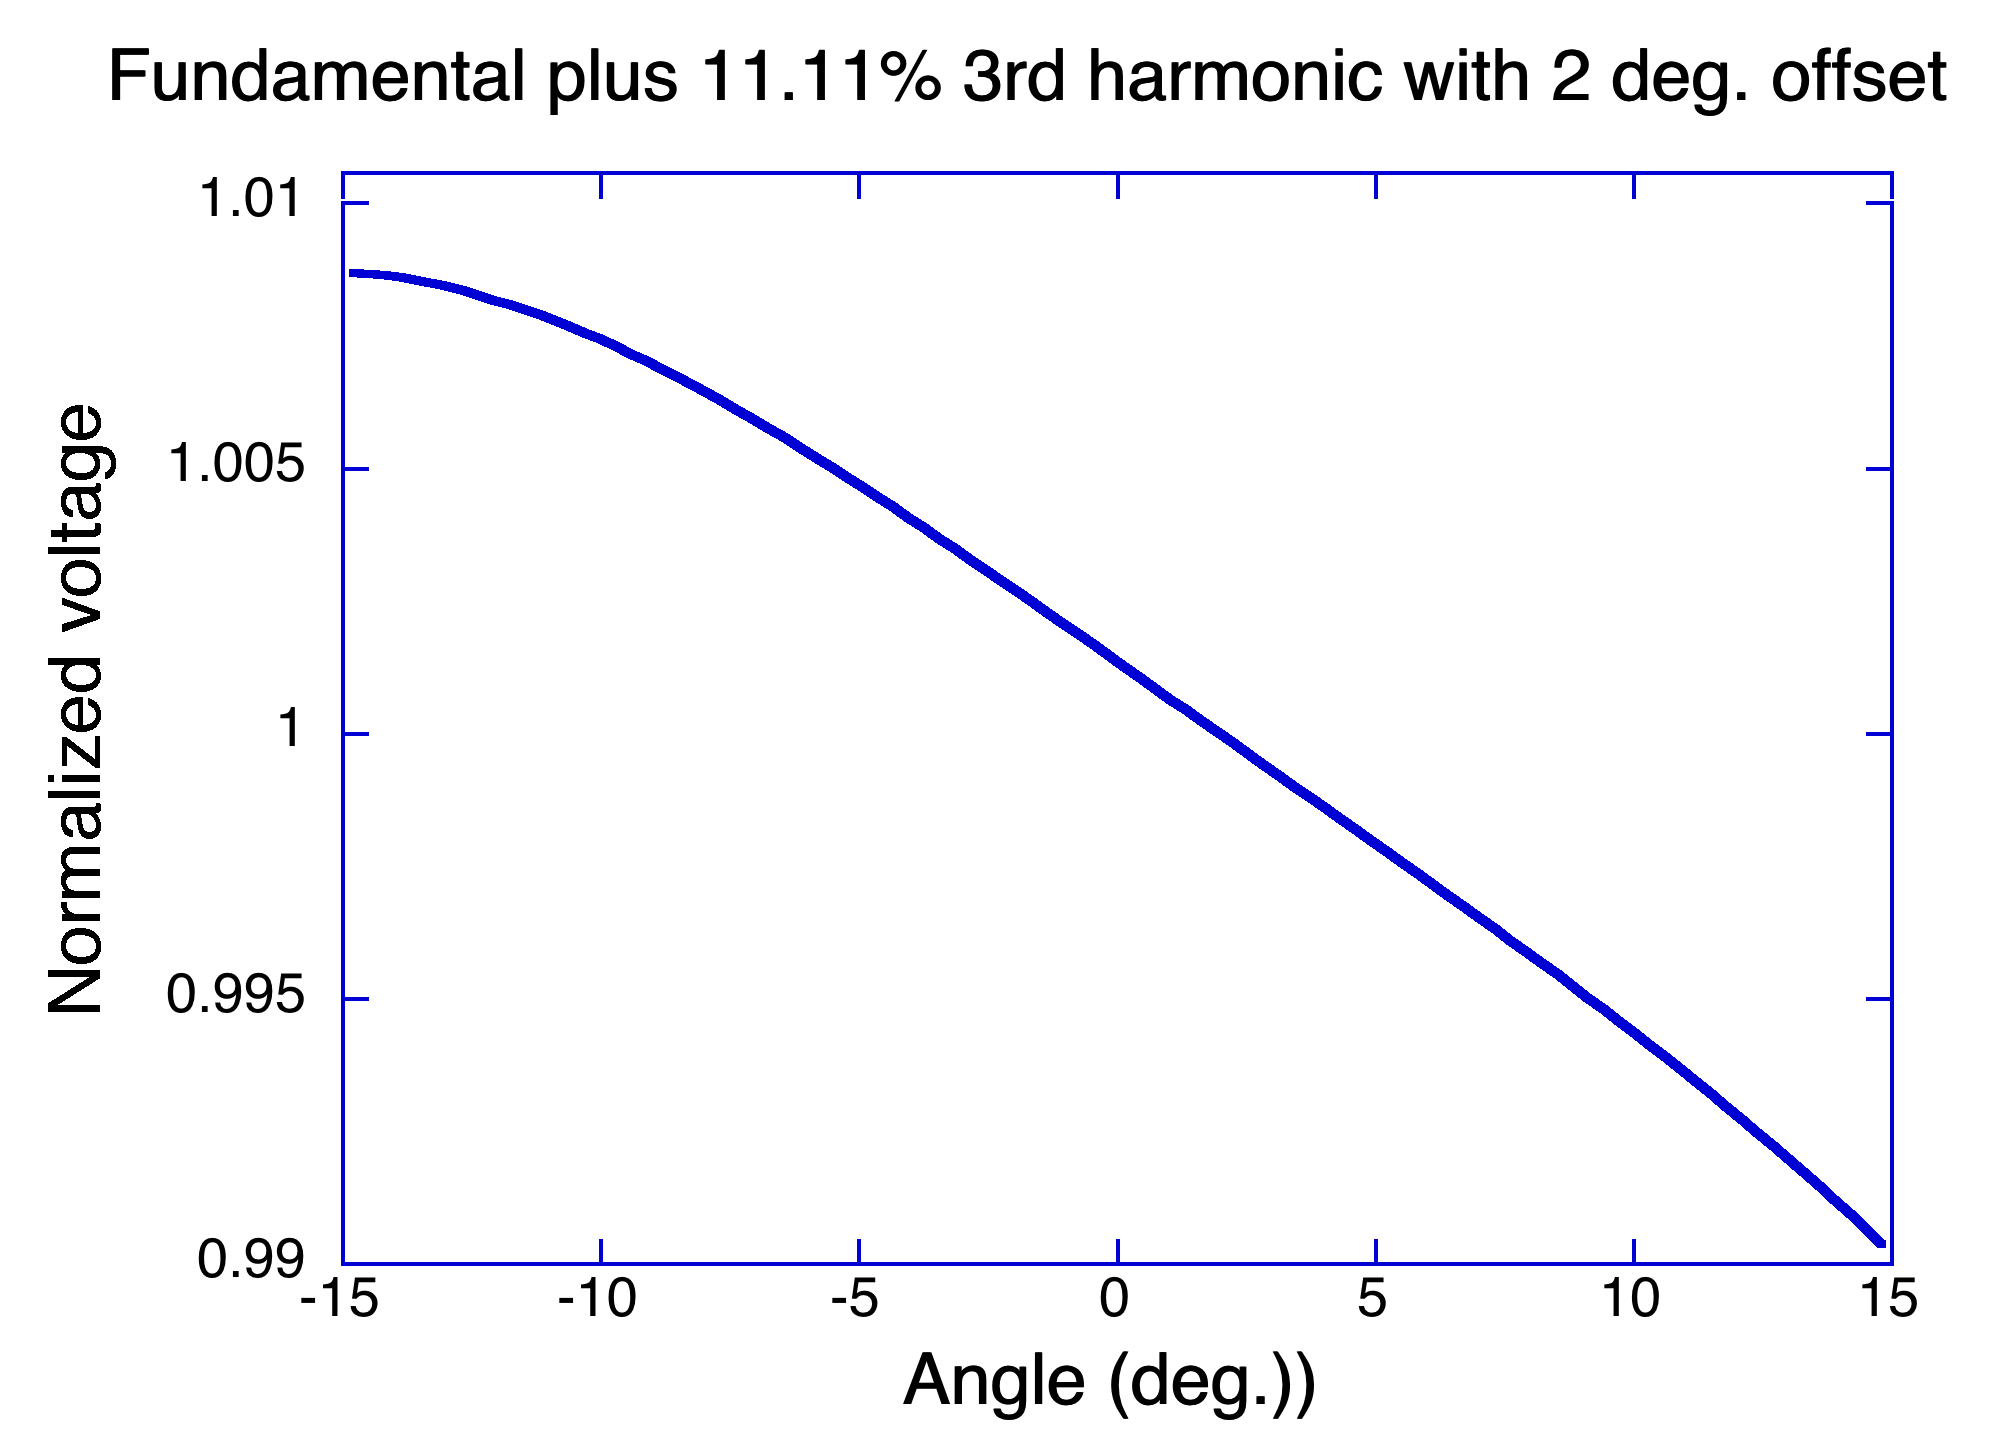 Fundamental plus 11.11% 3rd harmonic with 2 deg. offset
1.01
1.005
1
0.995
0.99
Normalized voltage
-15 -10 -5 0 5 10 15
Angle (deg.))